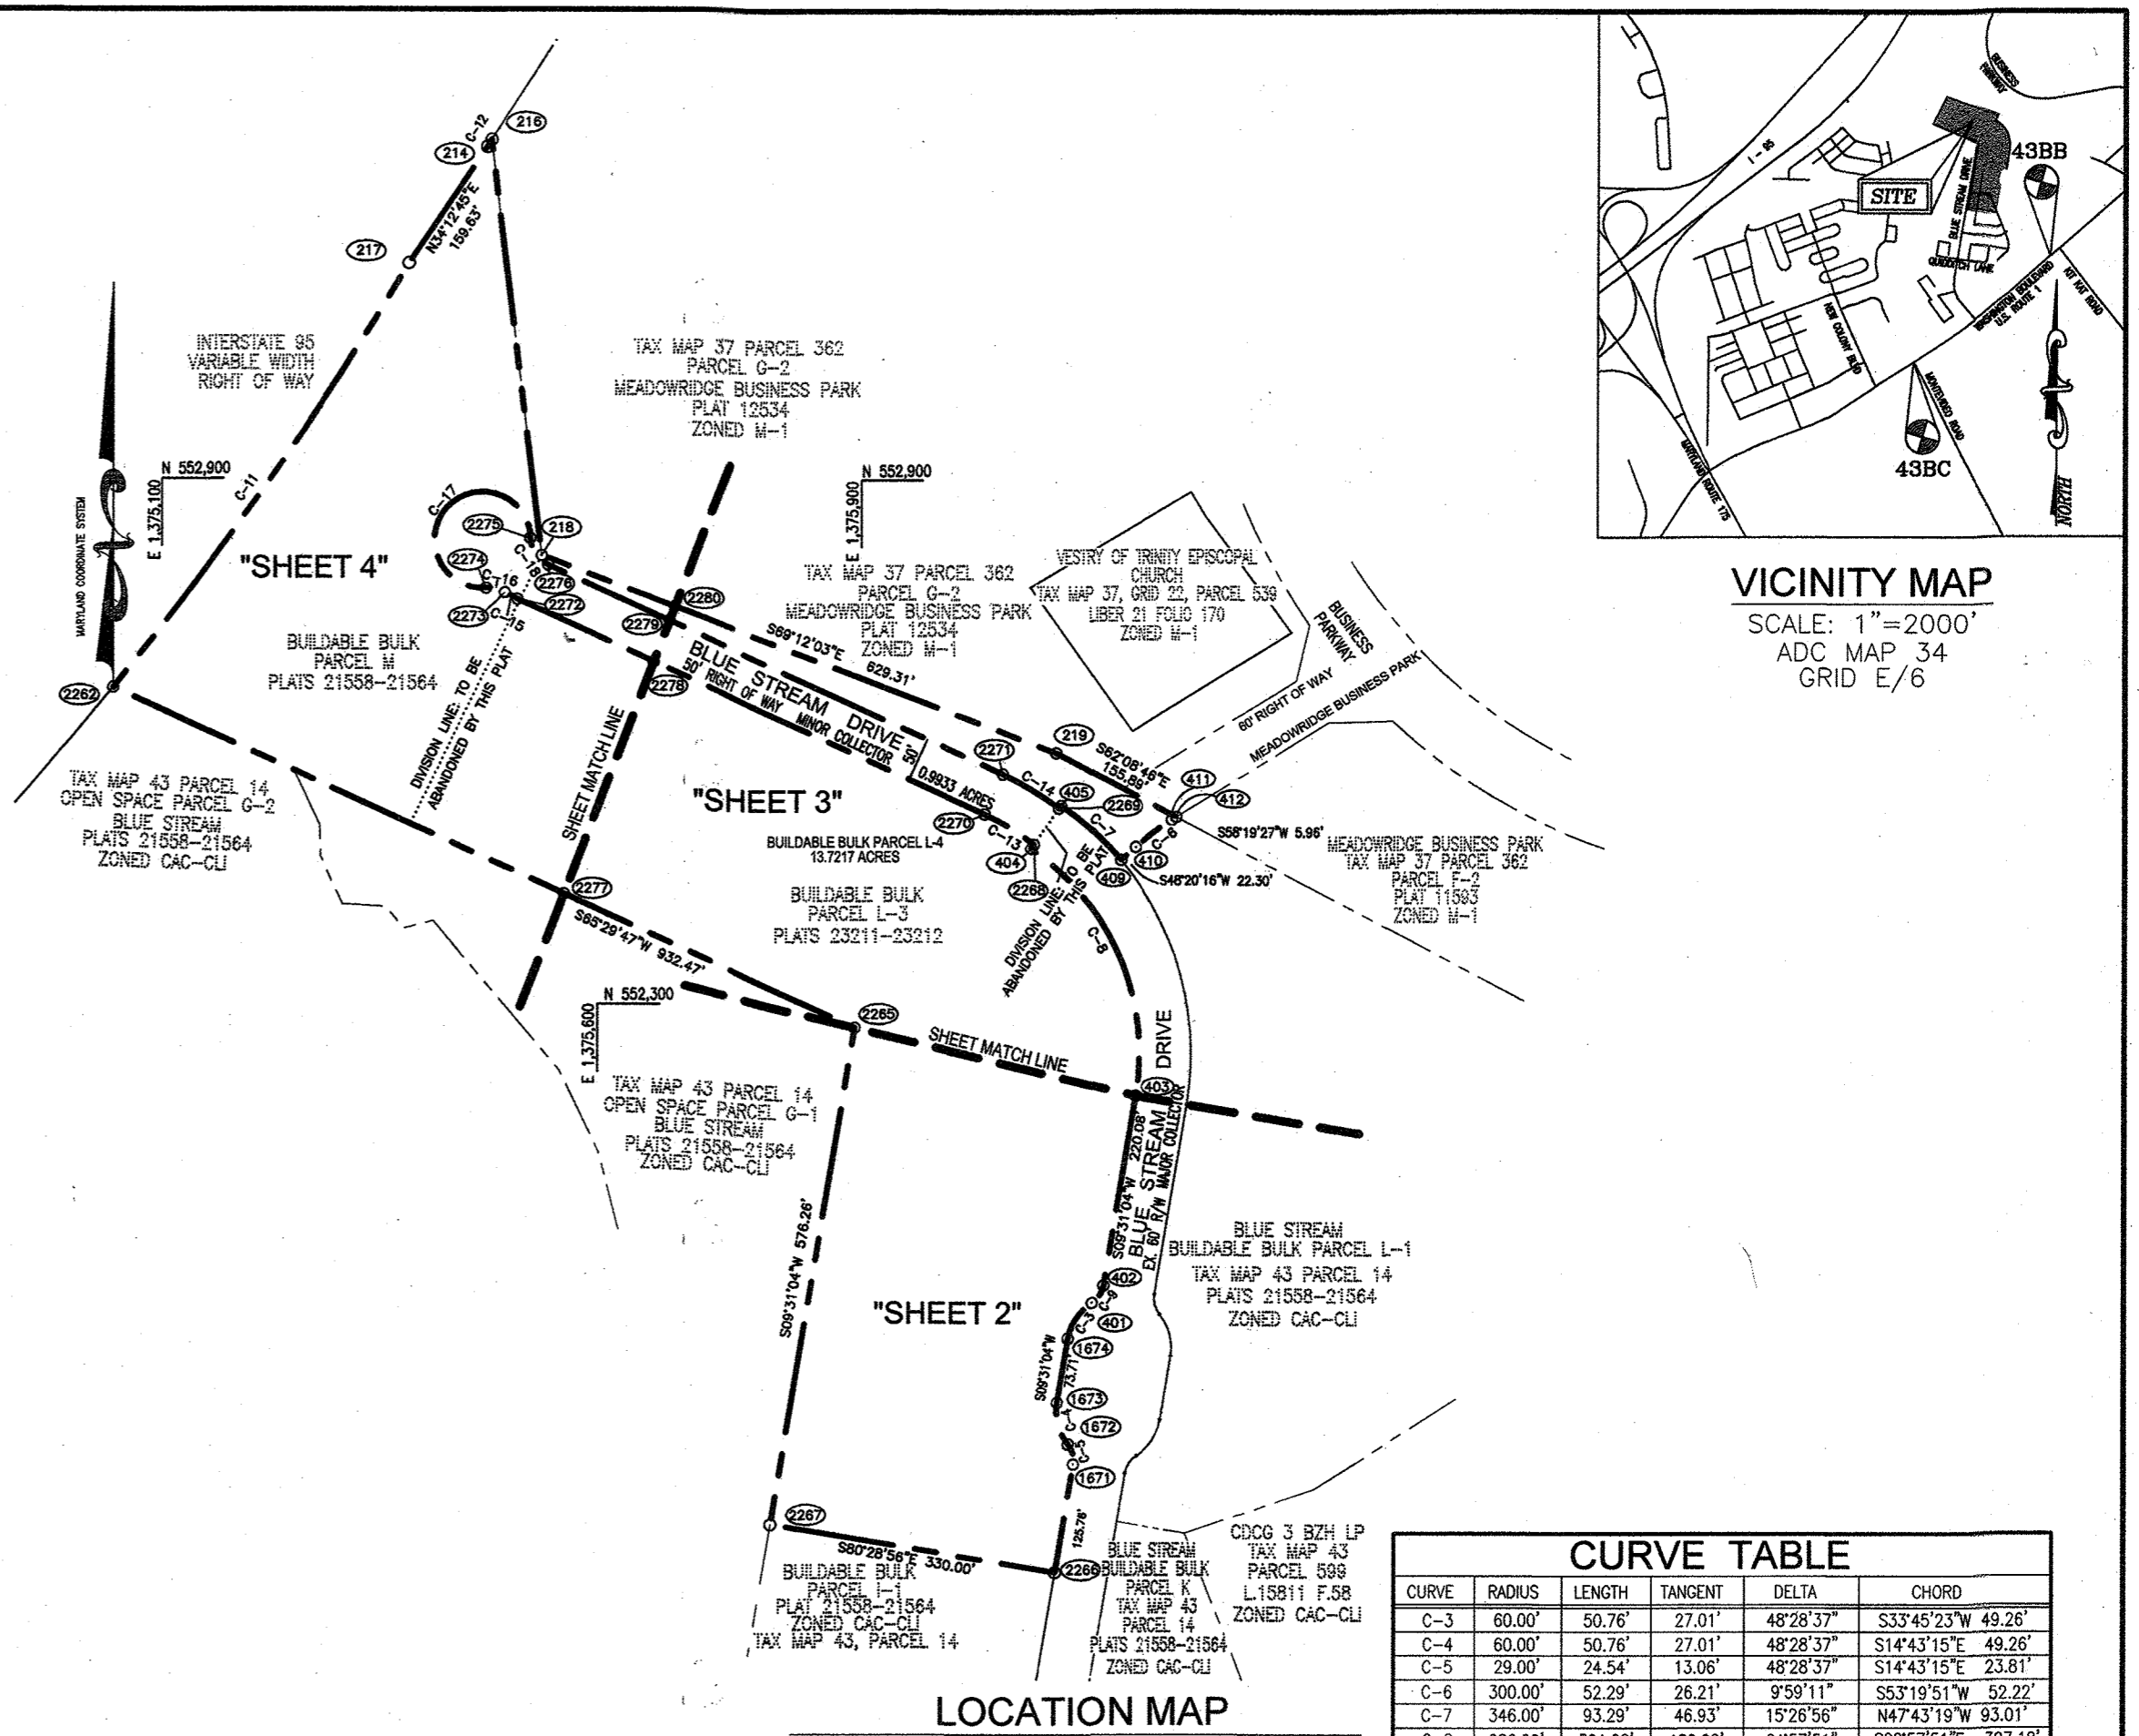 216
C-12
214
N34°12'45"E
159.63'
217
INTERSTATE 95
VARIABLE WIDTH
RIGHT OF WAY
MARYLAND COORDINATE SYSTEM
N 552,900
E 1,375,100
C-11
"SHEET 4"
C-17
2275
218
2274
C-18
C-16
2276
2273
2272
C-15
BUILDABLE BULK
PARCEL M
PLATS 21558-21564
2262
DIVISION LINE: TO BE
ABANDONED BY THIS PLAT
SHEET MATCH LINE
TAX MAP 43 PARCEL 14
OPEN SPACE PARCEL G-2
BLUE STREAM
PLATS 21558-21564
ZONED CAC-CLI
TAX MAP 37 PARCEL 362
PARCEL G-2
MEADOWRIDGE BUSINESS PARK
PLAT 12534
ZONED M-1
N 552,900
E 1,375,900
TAX MAP 37 PARCEL 362
PARCEL G-2
MEADOWRIDGE BUSINESS PARK
PLAT 12534
ZONED M-1
2280
2279
2278
S69°12'03"E 629.31'
BLUE STREAM DRIVE
50' RIGHT OF WAY MINOR COLLECTOR
50'
0.9933 ACRES
VESTRY OF TRINITY EPISCOPAL
CHURCH
TAX MAP 37, GRID 22, PARCEL 539
LIBER 21 FOLIO 170
ZONED M-1
BUSINESS
PARKWAY
60' RIGHT OF WAY
MEADOWRIDGE BUSINESS PARK
219
2271
S62°08'46"E
155.89'
C-14
405
2269
411
412
C-7
C-6
S58°19'27"W 5.96'
410
409
S48°20'16"W 22.30'
MEADOWRIDGE BUSINESS PARK
TAX MAP 37 PARCEL 362
PARCEL F-2
PLAT 11593
ZONED M-1
"SHEET 3"
2270
C-13
404
2268
BUILDABLE BULK PARCEL L-4
13.7217 ACRES
BUILDABLE BULK
PARCEL L-3
PLATS 23211-23212
DIVISION LINE: TO BE
ABANDONED BY THIS PLAT
C-8
2277
S65°29'47"W 932.47'
N 552,300
E 1,375,600
2265
SHEET MATCH LINE
403
TAX MAP 43 PARCEL 14
OPEN SPACE PARCEL G-1
BLUE STREAM
PLATS 21558-21564
ZONED CAC-CLI
S09°31'04"W 576.26'
S09°31'04"W 220.08'
BLUE STREAM DRIVE
EX. 60' R/W MAJOR COLLECTOR
BLUE STREAM
BUILDABLE BULK PARCEL L-1
TAX MAP 43 PARCEL 14
PLATS 21558-21564
ZONED CAC-CLI
"SHEET 2"
402
C-9
401
C-3
1674
S09°31'04"W
73.71'
1673
C-4
1672
C-5
1671
125.76'
2267
S80°28'56"E 330.00'
2266
BUILDABLE BULK
PARCEL I-1
PLAT 21558-21564
ZONED CAC-CLI
TAX MAP 43, PARCEL 14
BLUE STREAM
BUILDABLE BULK
PARCEL K
TAX MAP 43
PARCEL 14
PLATS 21558-21564
ZONED CAC-CLI
CDCG 3 BZH LP
TAX MAP 43
PARCEL 599
L.15811 F.58
ZONED CAC-CLI
LOCATION MAP
BUSINESS
PARKWAY
I - 95
43BB
SITE
BLUE STREAM DRIVE
QUIDDITCH LANE
WASHINGTON BOULEVARD
U.S. ROUTE 1
KIT KAT ROAD
NEW COLONY BLVD
MONTEVIDEO ROAD
43BC
MARYLAND ROUTE 175
NORTH
VICINITY MAP
SCALE: 1"=2000'
ADC MAP 34
GRID E/6
CURVE TABLE
CURVE RADIUS LENGTH TANGENT DELTA CHORD
C-3 60.00' 50.76' 27.01' 48°28'37" S33°45'23"W 49.26'
C-4 60.00' 50.76' 27.01' 48°28'37" S14°43'15"E 49.26'
C-5 29.00' 24.54' 13.06' 48°28'37" S14°43'15"E 23.81'
C-6 300.00' 52.29' 26.21' 9°59'11" S53°19'51"W 52.22'
C-7 346.00' 93.29' 46.93' 15°26'56" N47°43'19"W 93.01'